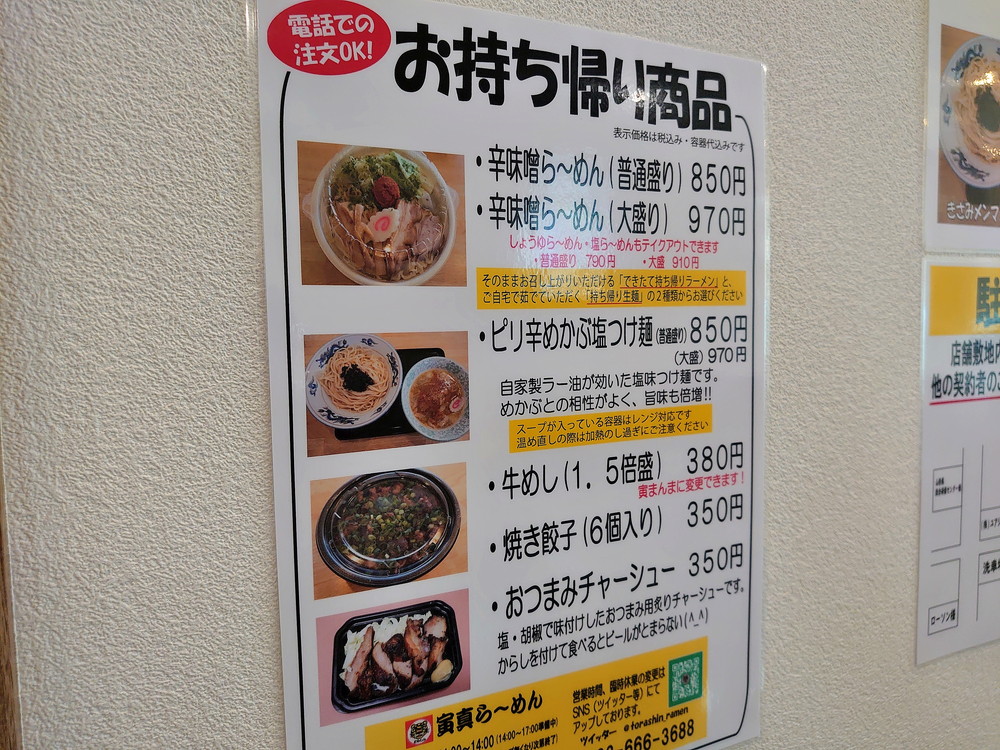 電話での
注文OK!
お持ち帰り商品
表示価格は税込み・容器代込みです
・辛味噌ら〜めん(普通盛り) 850円
・辛味噌ら〜めん(大盛り) 970円
しょうゆら〜めん・塩ら〜めんもテイクアウトできます
・普通盛り 790円 ・大盛 910円
そのままお召し上がりいただける「できたて持ち帰りラーメン」と、
ご自宅で茹でていただく「持ち帰り生麺」の2種類からお選びください
・ピリ辛めかぶ塩つけ麺(普通盛り)850円
(大盛)970円
自家製ラー油が効いた塩味つけ麺です。
めかぶとの相性がよく、旨味も倍増!!
スープが入っている容器はレンジ対応です
温め直しの際は加熱のし過ぎにご注意ください
・牛めし(1．5倍盛) 380円
寅まんまに変更できます！
・焼き餃子(6個入り) 350円
・おつまみチャーシュー 350円
塩・胡椒で味付けしたおつまみ用炙りチャーシューです。
からしを付けて食べるとビールがとまらない(^_^)
寅真ら〜めん
営業時間、臨時休業の変更は
SNS(ツイッター等)にて
アップしております。
ツイッター @torashin_ramen
-666-3688
14:00(14:00〜17:00準備中)
きざみメンマ
駐
店舗敷地内
他の契約者の
ローソン様
洗車